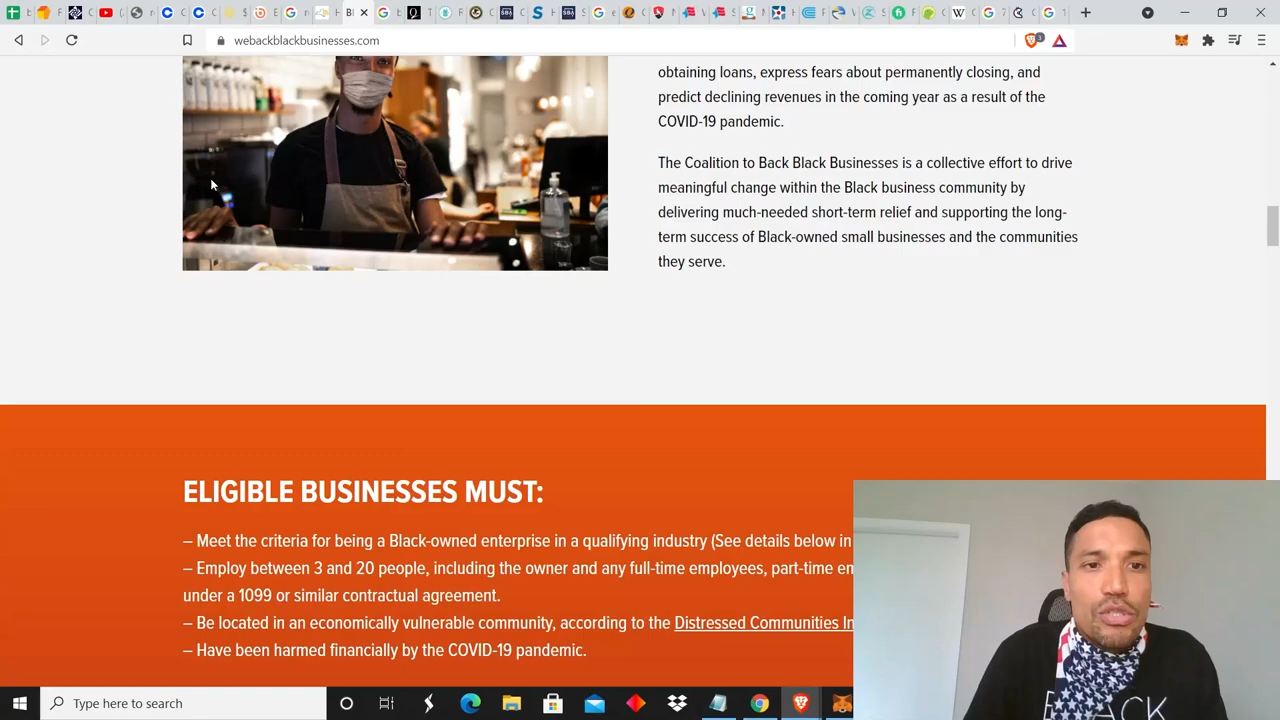 webackblackbusinesses.com
3
obtaining loans, express fears about permanently closing, and
predict declining revenues in the coming year as a result of the
COVID-19 pandemic.
The Coalition to Back Black Businesses is a collective effort to drive
meaningful change within the Black business community by
delivering much-needed short-term relief and supporting the long-
term success of Black-owned small businesses and the communities
they serve.
ELIGIBLE BUSINESSES MUST:
– Meet the criteria for being a Black-owned enterprise in a qualifying industry (See details below in
– Employ between 3 and 20 people, including the owner and any full-time employees, part-time em
under a 1099 or similar contractual agreement.
– Be located in an economically vulnerable community, according to the Distressed Communities In
– Have been harmed financially by the COVID-19 pandemic.
BLACK
Type here to search